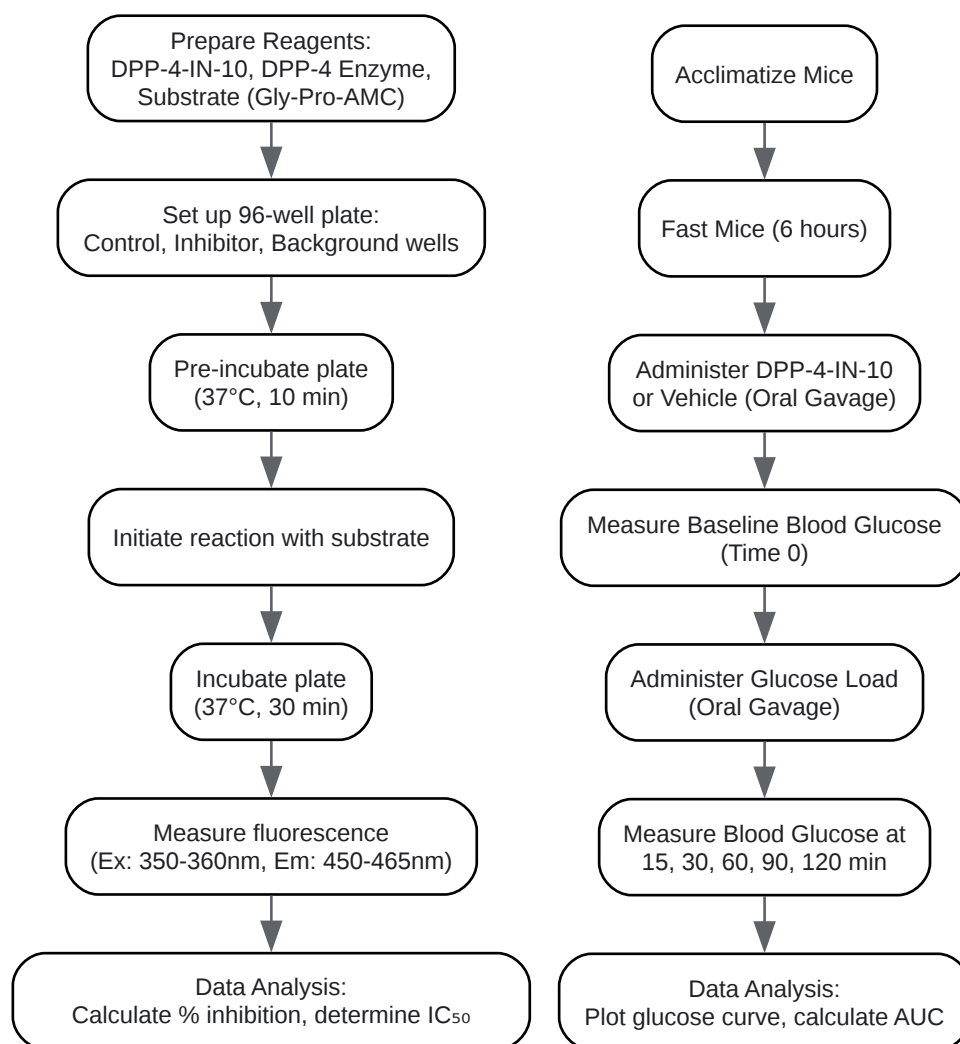 Prepare Reagents:
DPP-4-IN-10, DPP-4 Enzyme,
Substrate (Gly-Pro-AMC)
Set up 96-well plate:
Control, Inhibitor, Background wells
Pre-incubate plate
(37°C, 10 min)
Initiate reaction with substrate
Incubate plate
(37°C, 30 min)
Measure fluorescence
(Ex: 350-360nm, Em: 450-465nm)
Data Analysis:
Calculate % inhibition, determine IC₅₀
Acclimatize Mice
Fast Mice (6 hours)
Administer DPP-4-IN-10
or Vehicle (Oral Gavage)
Measure Baseline Blood Glucose
(Time 0)
Administer Glucose Load
(Oral Gavage)
Measure Blood Glucose at
15, 30, 60, 90, 120 min
Data Analysis:
Plot glucose curve, calculate AUC